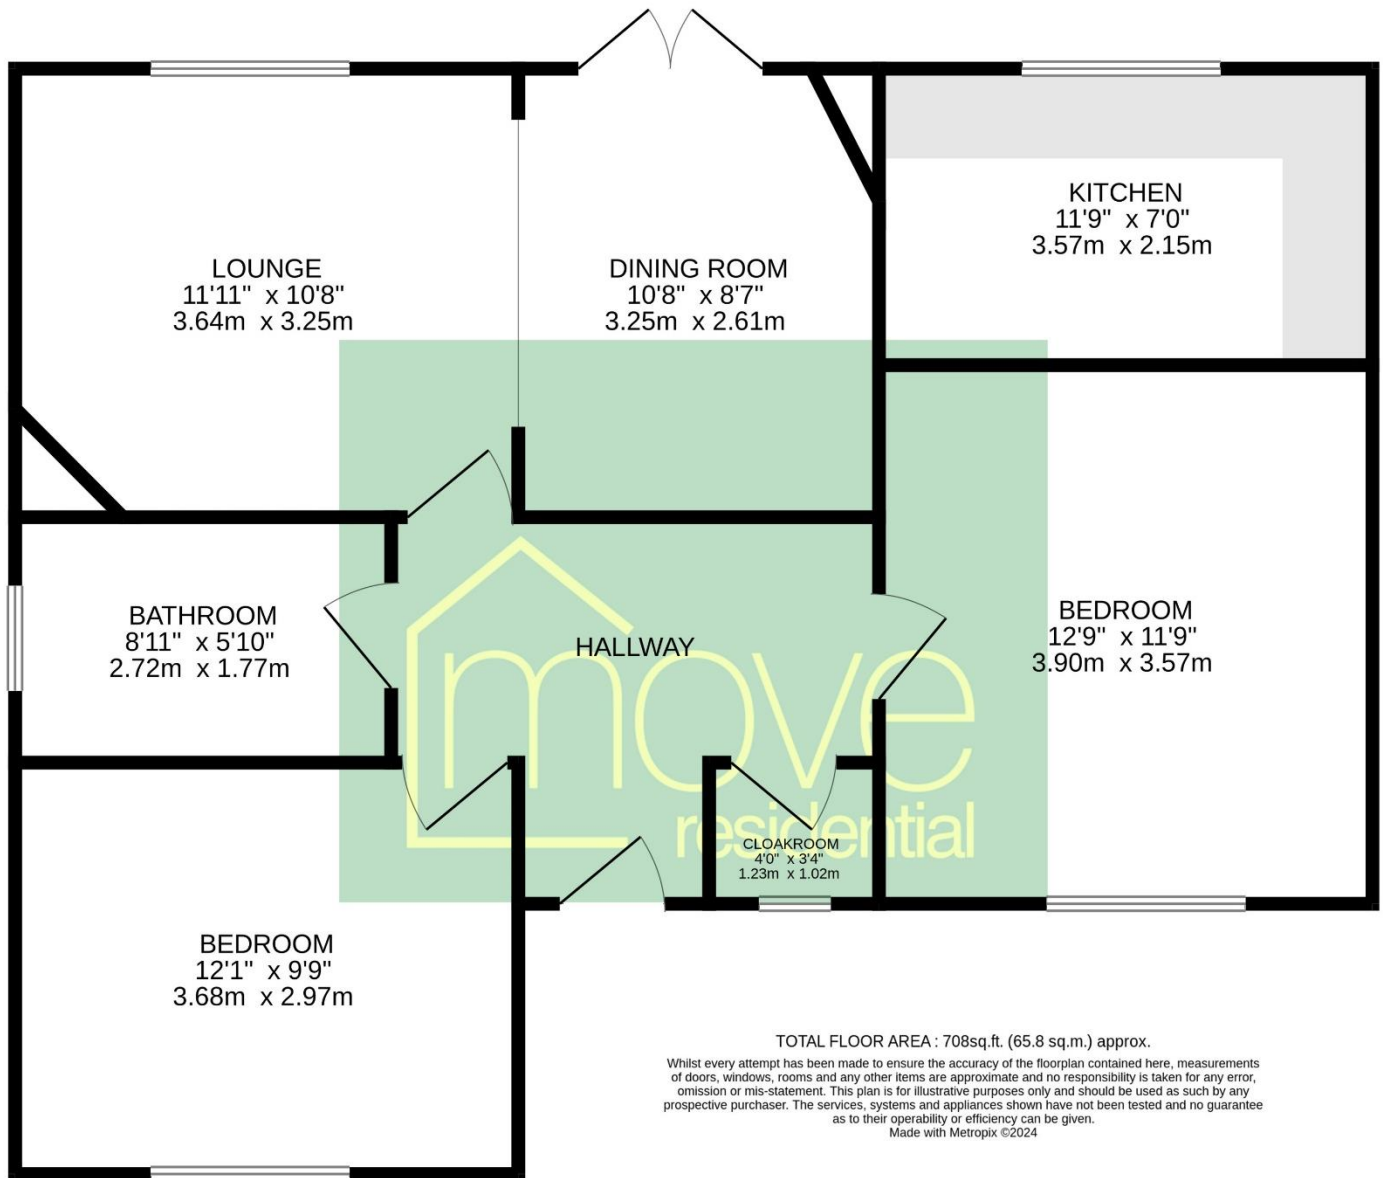 KITCHEN
11'9" x 7'0"
3.57m x 2.15m
LOUNGE
11'11" x 10'8"
3.64m x 3.25m
DINING ROOM
10'8" x 8'7"
3.25m x 2.61m
BATHROOM
8'11" x 5'10"
2.72m x 1.77m
HALLWAY
BEDROOM
12'9" x 11'9"
3.90m x 3.57m
move
residential
CLOAKROOM
4'0" x 3'4"
1.23m x 1.02m
BEDROOM
12'1" x 9'9"
3.68m x 2.97m
TOTAL FLOOR AREA : 708sq.ft. (65.8 sq.m.) approx.
Whilst every attempt has been made to ensure the accuracy of the floorplan contained here, measurements
of doors, windows, rooms and any other items are approximate and no responsibility is taken for any error,
omission or mis-statement. This plan is for illustrative purposes only and should be used as such by any
prospective purchaser. The services, systems and appliances shown have not been tested and no guarantee
as to their operability or efficiency can be given.
Made with Metropix ©2024